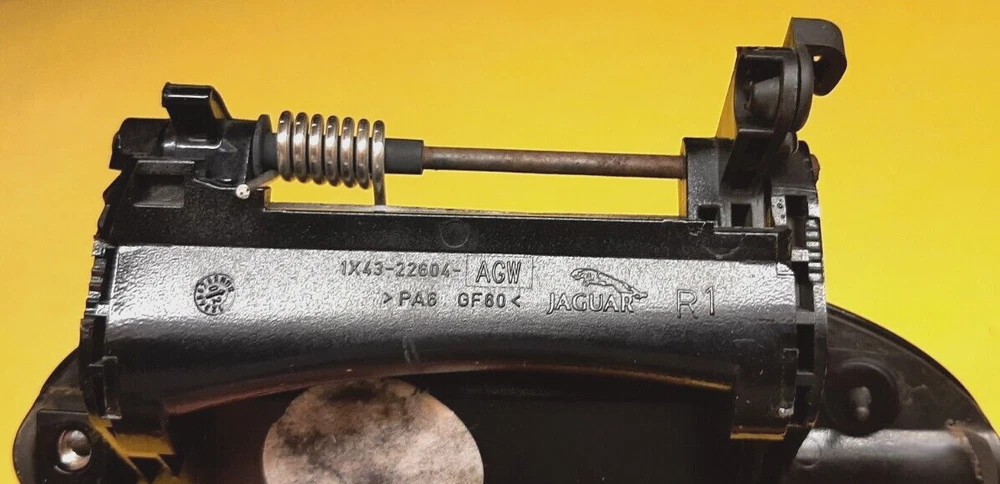 1X43-22604-AGW
>PA6 GF60<
JAGUAR
R1